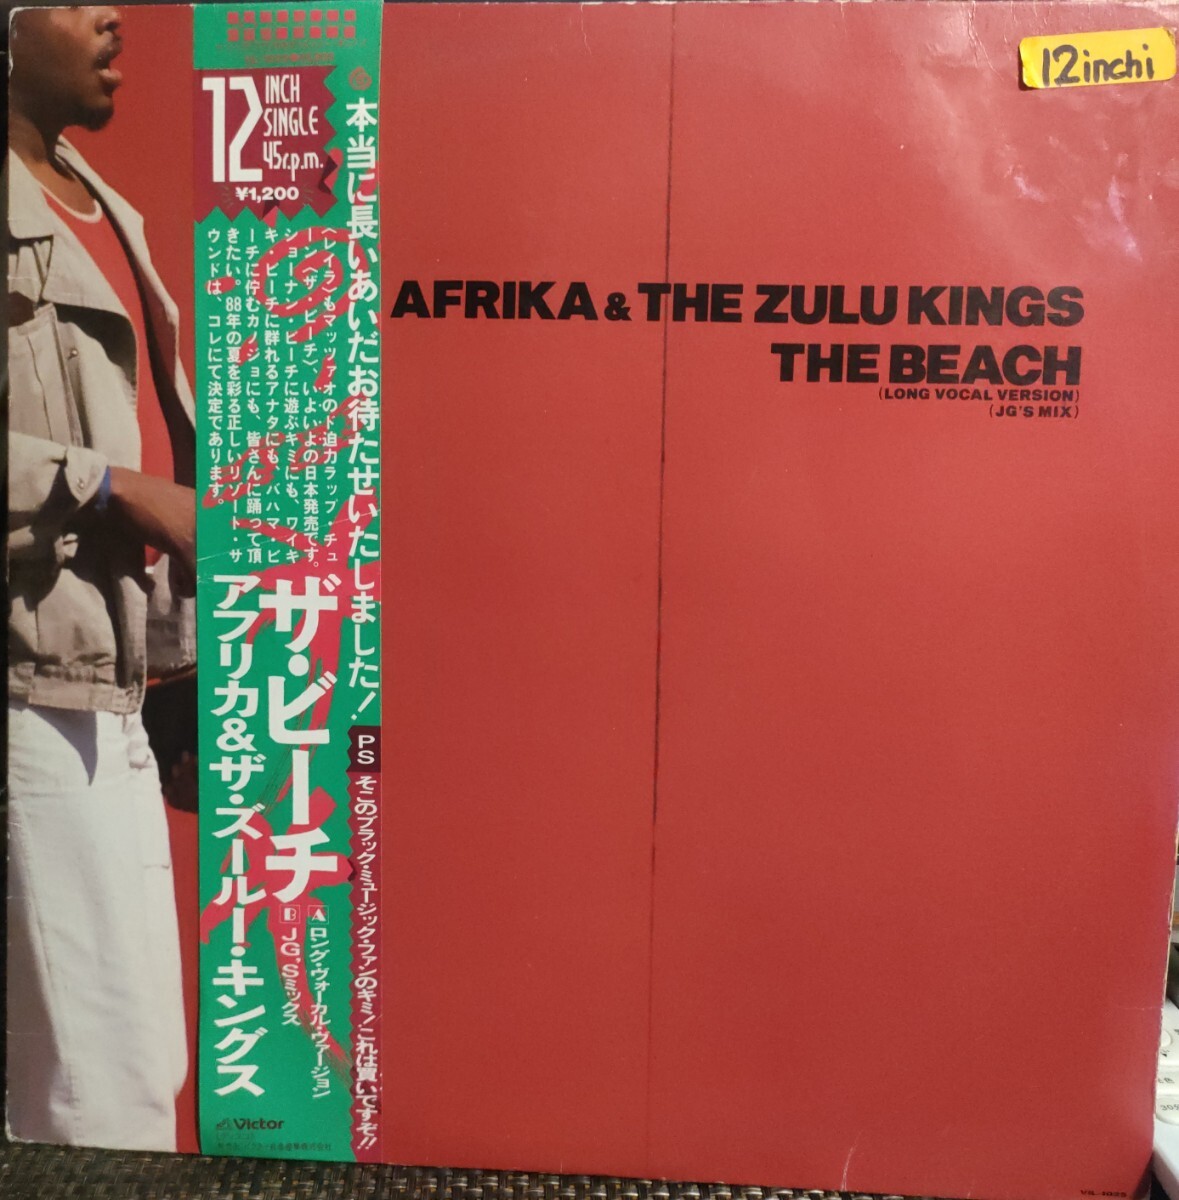 12inchi
12
INCH
SINGLE
45r.p.m.
¥1,200
本当に長いあいだお待たせいたしました!
〈レイラ〉もマッツァオのド迫力ラップ・チュ
ーン〈ザ・ビーチ〉、いよいよの日本発売です。
ショーナン・ビーチに遊ぶキミにも、ワイキ
キ・ビーチに群れるアナタにも、バハマ・ビ
ーチに佇むカノジョにも、皆さんに踊って頂
きたい。88年の夏を彩る正しいリゾート・サ
ウンドは、コレにて決定であります。
ザ・ビーチ
アフリカ&ザ・ズールー・キングス
A ロング・ヴォーカル・ヴァージョン
B JG'Sミックス
PS そこのブラック・ミュージック・ファンのキミ!これは買いですぞ!!
Victor
AFRIKA & THE ZULU KINGS
THE BEACH
(LONG VOCAL VERSION)
(JG'S MIX)